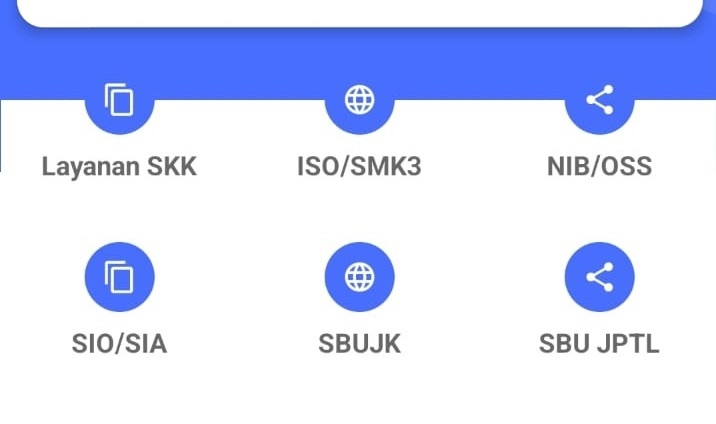 Layanan SKK
ISO/SMK3
NIB/OSS
SIO/SIA
SBUJK
SBU JPTL